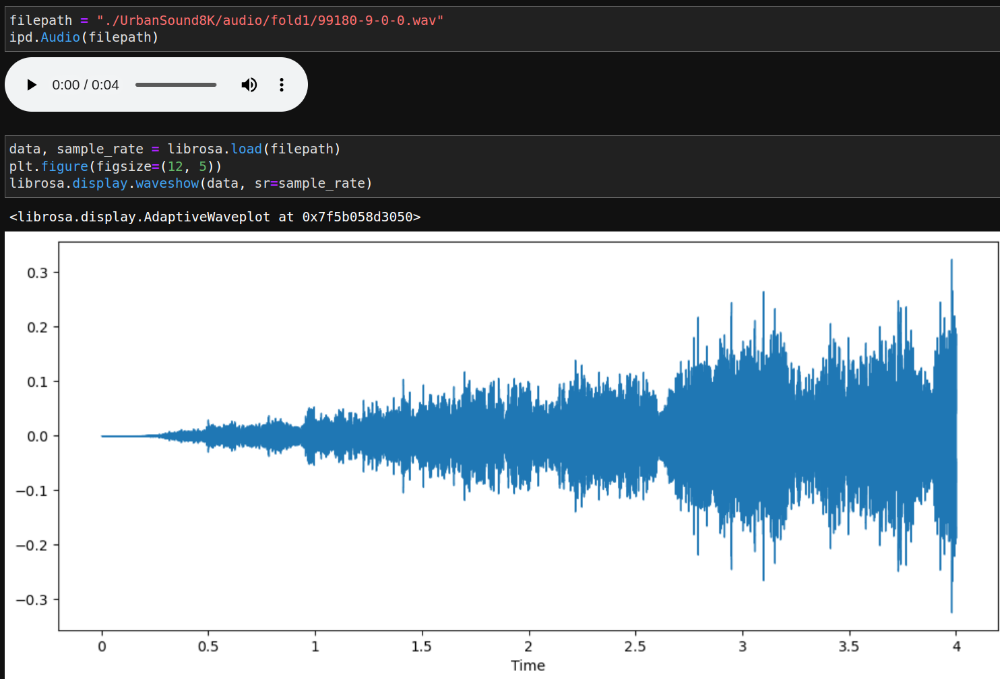 filepath = "./UrbanSound8K/audio/fold1/99180-9-0-0.wav"
ipd.Audio(filepath)
0:00 / 0:04
data, sample_rate = librosa.load(filepath)
plt.figure(figsize=(12, 5))
librosa.display.waveshow(data, sr=sample_rate)
<librosa.display.AdaptiveWaveplot at 0x7f5b058d3050>
0.3
0.2
0.1
0.0
−0.1
−0.2
−0.3
0 0.5 1 1.5 2 2.5 3 3.5 4
Time